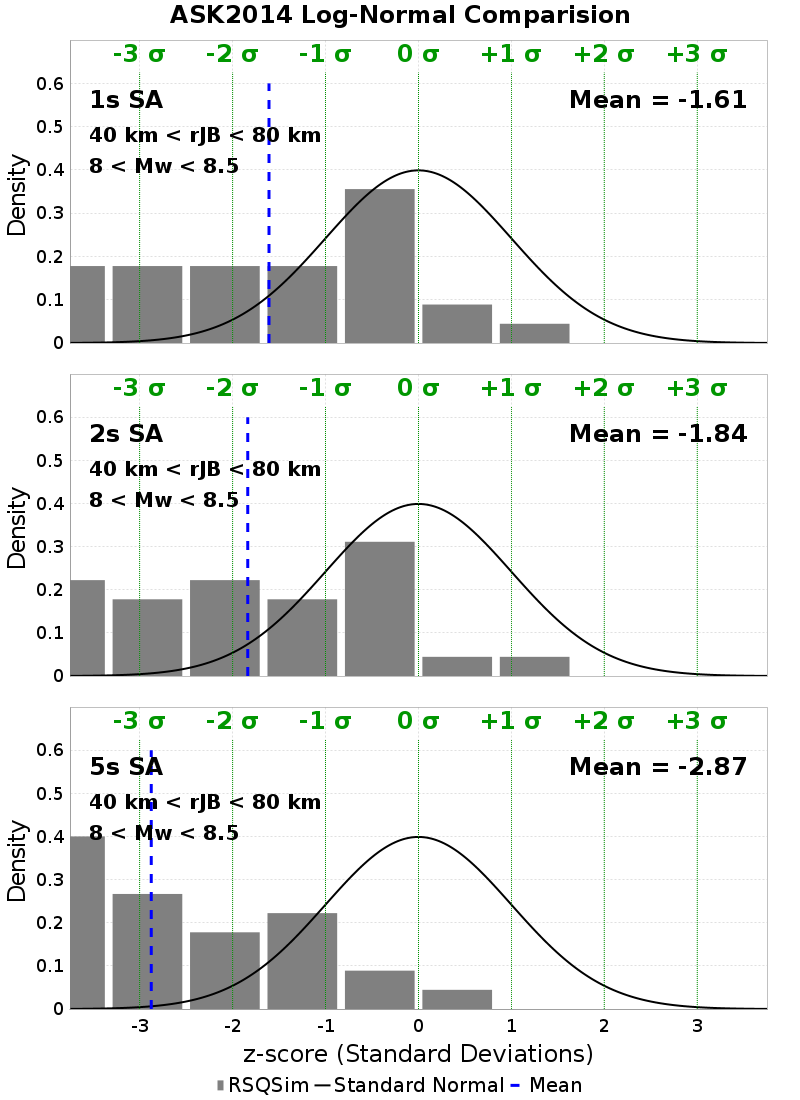 ASK2014 Log-Normal Comparision
-3 σ -2 σ -1 σ 0 σ +1 σ +2 σ +3 σ
0.6
1s SA Mean = -1.61
0.5
40 km < rJB < 80 km
8 < Mw < 8.5
0.4
Density
0.3
0.2
0.1
0
-3 σ -2 σ -1 σ 0 σ +1 σ +2 σ +3 σ
0.6
2s SA Mean = -1.84
0.5
40 km < rJB < 80 km
8 < Mw < 8.5
0.4
Density
0.3
0.2
0.1
0
-3 σ -2 σ -1 σ 0 σ +1 σ +2 σ +3 σ
0.6
5s SA Mean = -2.87
0.5
40 km < rJB < 80 km
8 < Mw < 8.5
0.4
Density
0.3
0.2
0.1
0
-3 -2 -1 0 1 2 3
z-score (Standard Deviations)
RSQSim Standard Normal Mean